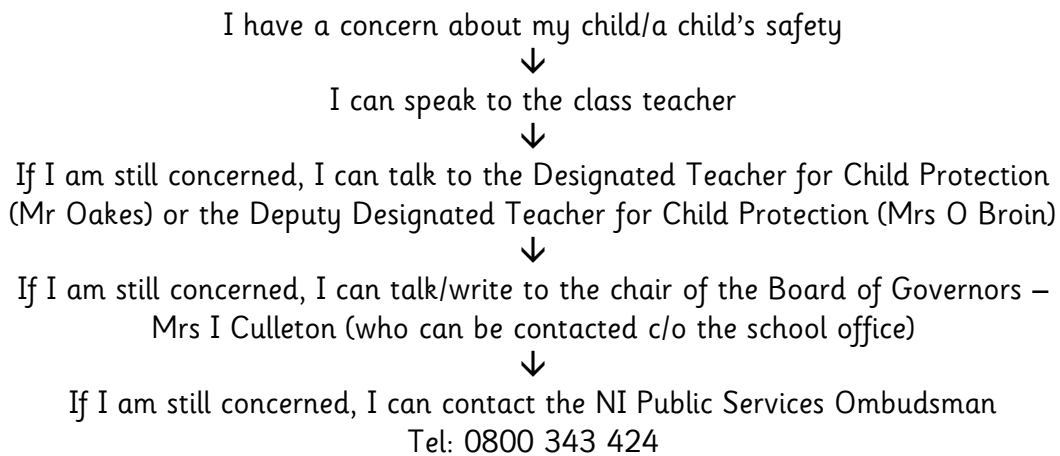 I have a concern about my child/a child's safety
↓
I can speak to the class teacher
↓
If I am still concerned, I can talk to the Designated Teacher for Child Protection
(Mr Oakes) or the Deputy Designated Teacher for Child Protection (Mrs O Broin)
↓
If I am still concerned, I can talk/write to the chair of the Board of Governors –
Mrs I Culleton (who can be contacted c/o the school office)
↓
If I am still concerned, I can contact the NI Public Services Ombudsman
Tel: 0800 343 424